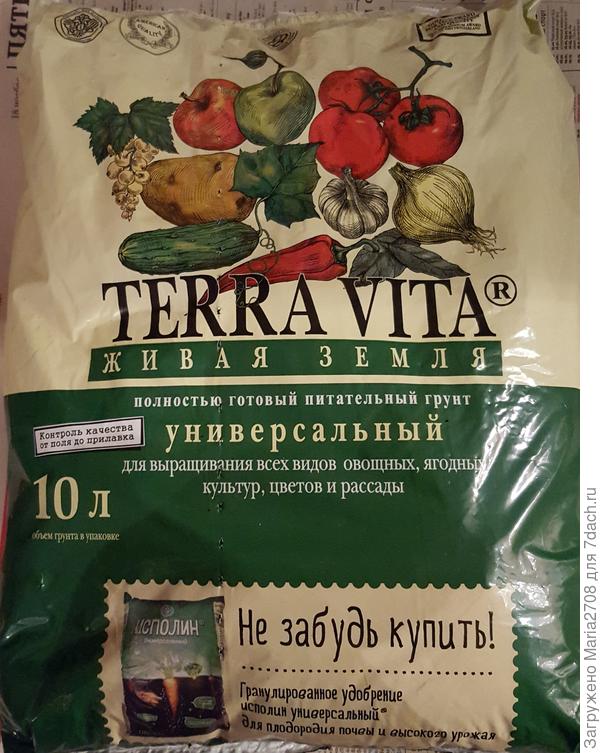 AMERICAN
QUALITY
TERRA VITA®
ЖИВАЯ ЗЕМЛЯ
полностью готовый питательный грунт
Контроль качества
от поля до прилавка
универсальный
для выращивания всех видов овощных, ягодных
культур, цветов и рассады
10 л
объем грунта в упаковке
ИСПОЛИН
Не забудь купить!
Гранулированное удобрение
исполин универсальный®
для плодородия почвы и высокого урожая
Загружено Maria2708 для 7dach.ru